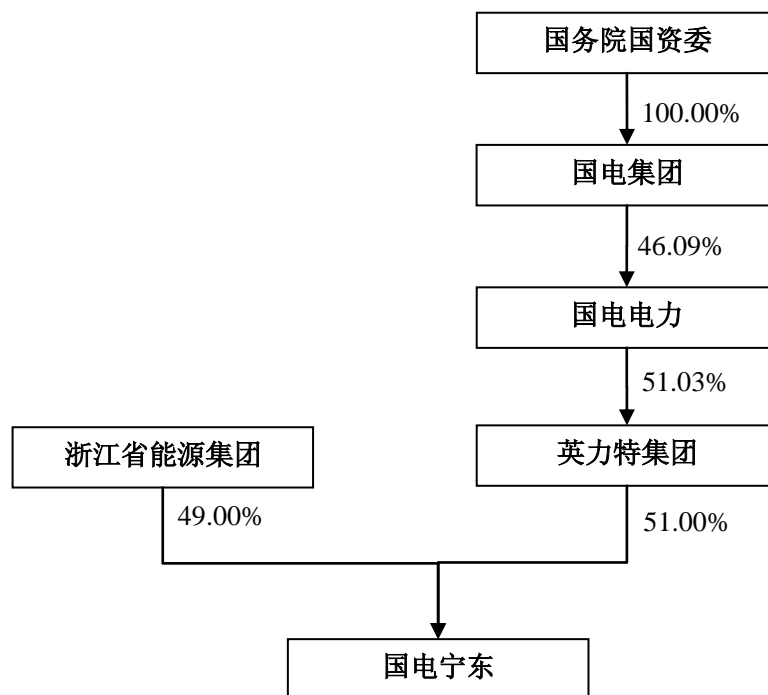 国务院国资委
100.00%
国电集团
46.09%
国电电力
51.03%
浙江省能源集团
英力特集团
49.00%
51.00%
国电宁东